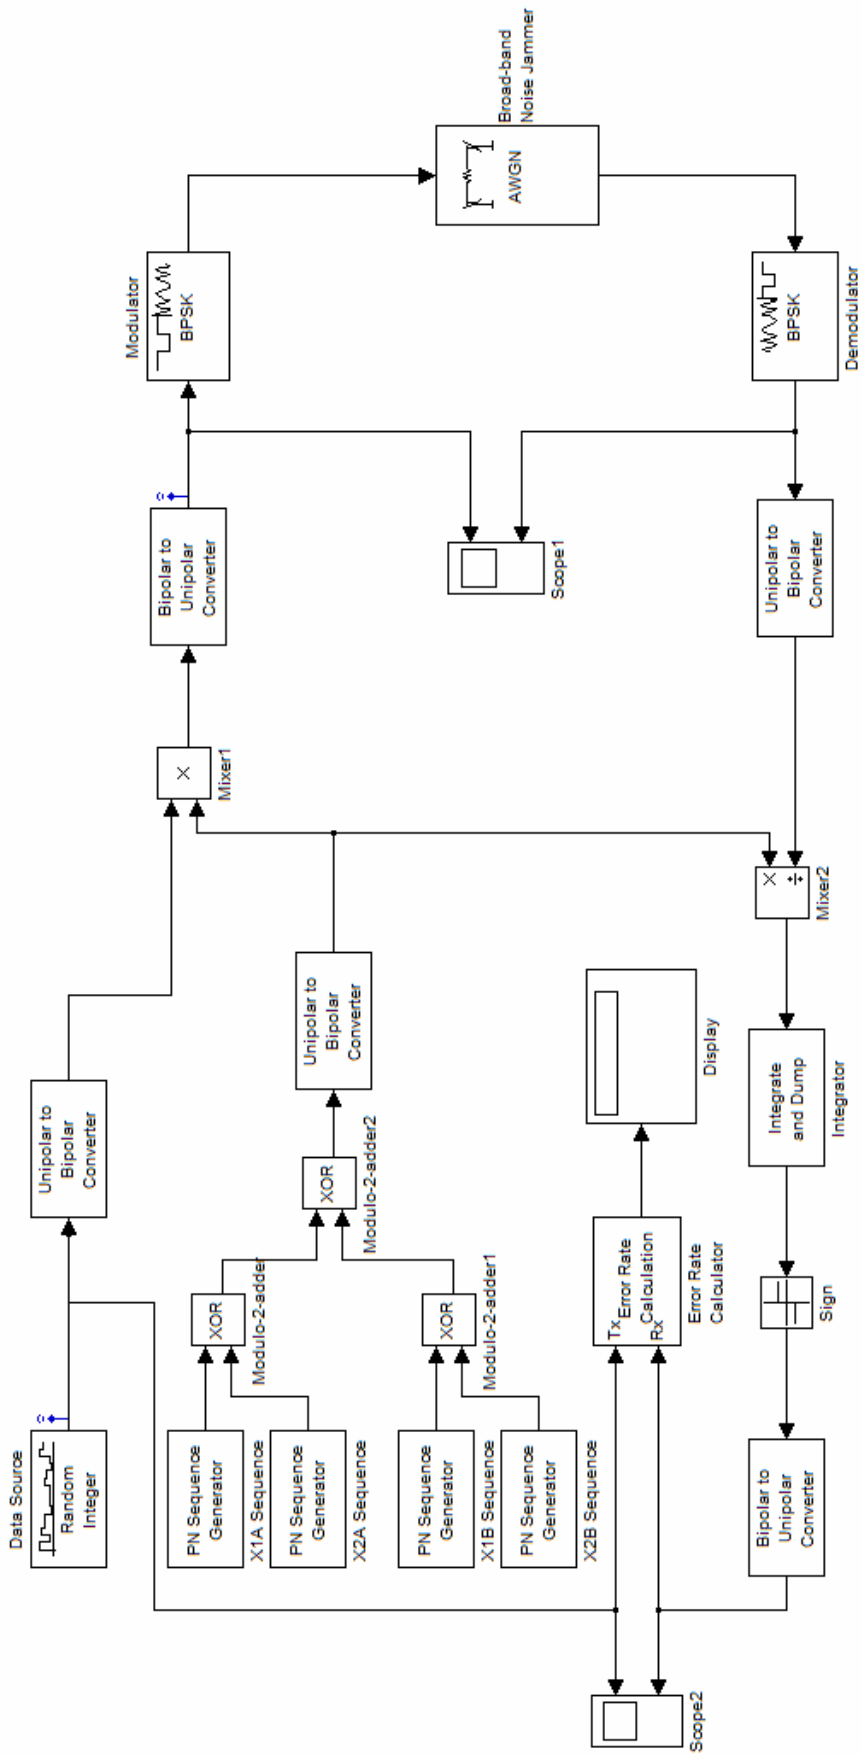 Data Source
Random
Integer
Unipolar to
Bipolar
Converter
PN Sequence
Generator
X1A Sequence
PN Sequence
Generator
X2A Sequence
XOR
Modulo-2-adder
PN Sequence
Generator
X1B Sequence
PN Sequence
Generator
X2B Sequence
XOR
Modulo-2-adder1
XOR
Modulo-2-adder2
Unipolar to
Bipolar
Converter
X
Mixer1
Bipolar to
Unipolar
Converter
Modulator
BPSK
Broad-band
Noise Jammer
AWGN
BPSK
Demodulator
Scope1
Unipolar to
Bipolar
Converter
×
÷
Mixer2
Integrate
and Dump
Integrator
Sign
Bipolar to
Unipolar
Converter
Tx
Rx
Error Rate
Calculation
Error Rate
Calculator
Display
Scope2